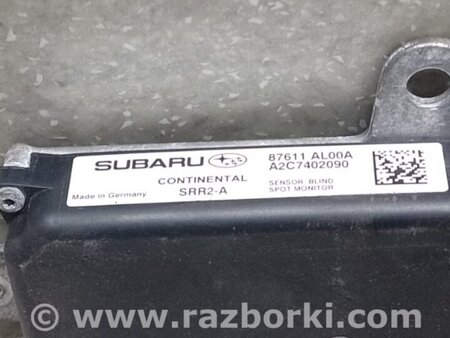 SUBARU 87611 AL00A
A2C7402090
CONTINENTAL
SRR2-A
SENSOR BLIND
SPOT MONITOR
Made in Germany
www.razborki.com